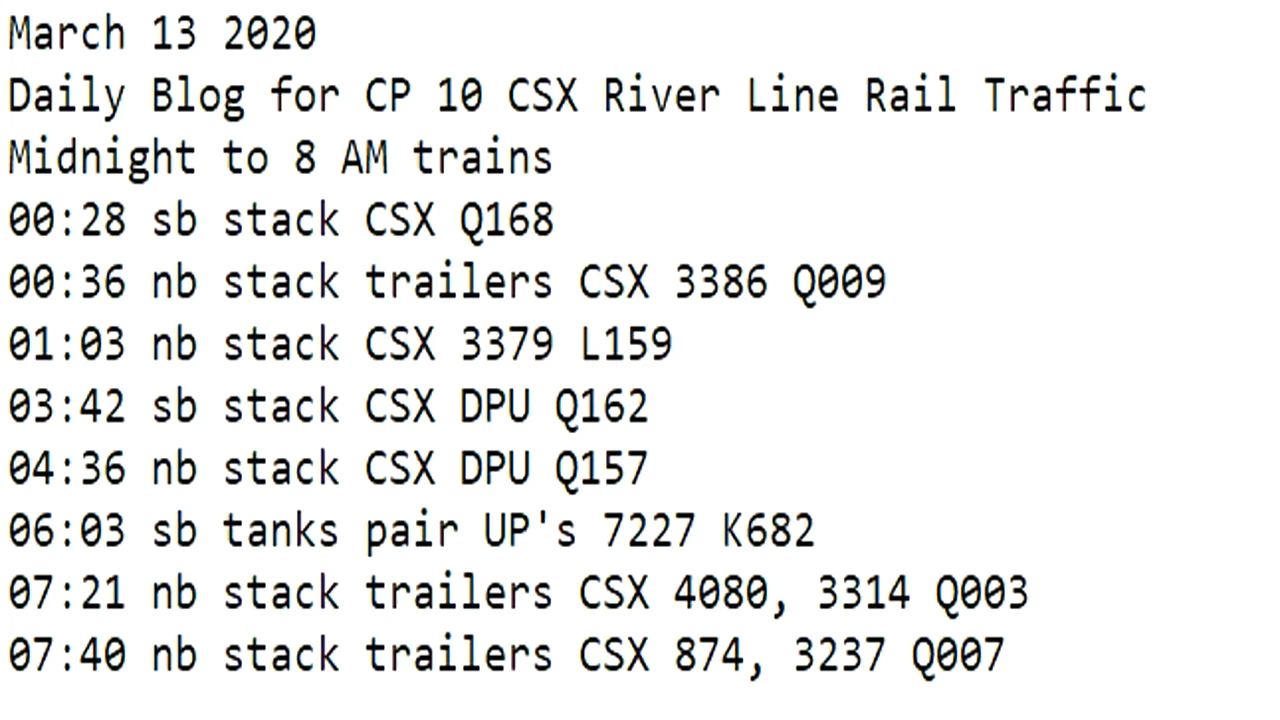 March 13 2020
Daily Blog for CP 10 CSX River Line Rail Traffic
Midnight to 8 AM trains
00:28 sb stack CSX Q168
00:36 nb stack trailers CSX 3386 Q009
01:03 nb stack CSX 3379 L159
03:42 sb stack CSX DPU Q162
04:36 nb stack CSX DPU Q157
06:03 sb tanks pair UP's 7227 K682
07:21 nb stack trailers CSX 4080, 3314 Q003
07:40 nb stack trailers CSX 874, 3237 Q007